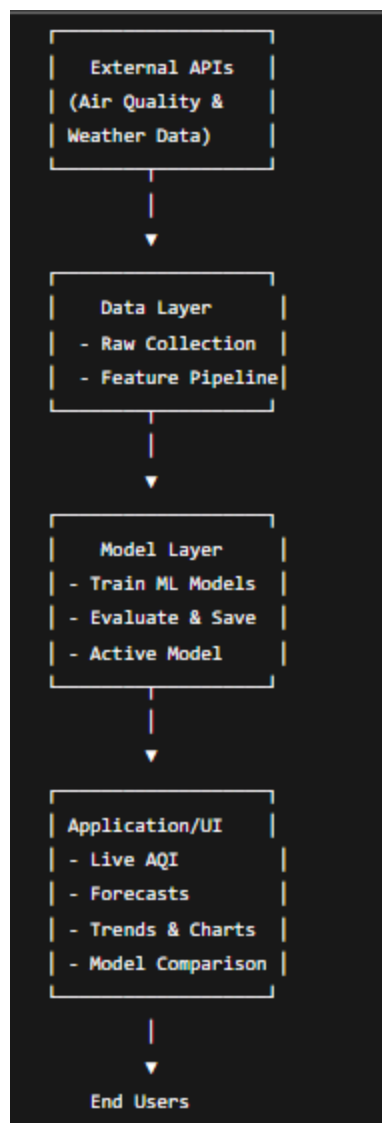 External APIs
(Air Quality &
Weather Data)
Data Layer
- Raw Collection
- Feature Pipeline
Model Layer
- Train ML Models
- Evaluate & Save
- Active Model
Application/UI
- Live AQI
- Forecasts
- Trends & Charts
- Model Comparison
End Users